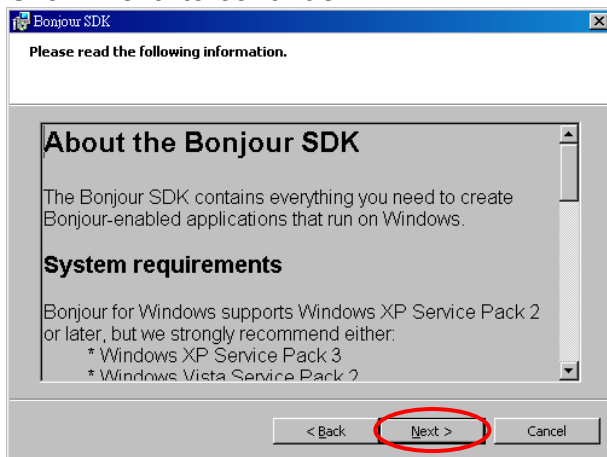 Bonjour SDK
Please read the following information.
About the Bonjour SDK
The Bonjour SDK contains everything you need to create
Bonjour-enabled applications that run on Windows.
System requirements
Bonjour for Windows supports Windows XP Service Pack 2
or later, but we strongly recommend either:
* Windows XP Service Pack 3
* Windows Vista Service Pack 2
< Back Next > Cancel